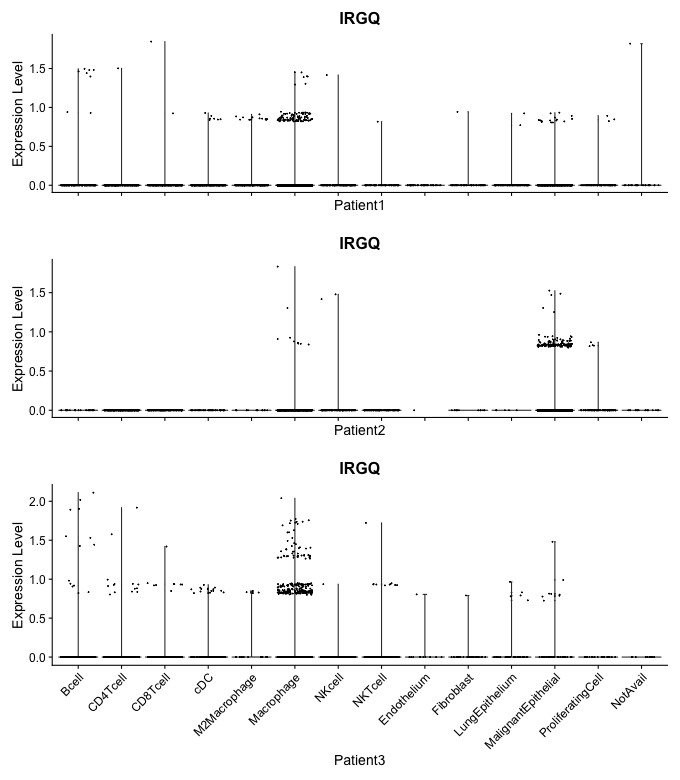 IRGQ
Expression Level
1.5
1.0
0.5
0.0
Patient1
IRGQ
Expression Level
1.5
1.0
0.5
0.0
Patient2
IRGQ
Expression Level
2.0
1.5
1.0
0.5
0.0
Bcell
CD4Tcell
CD8Tcell
cDC
M2Macrophage
Macrophage
NKcell
NKTcell
Endothelium
Fibroblast
LungEpithelium
MalignantEpithelial
ProliferatingCell
NotAvail
Patient3